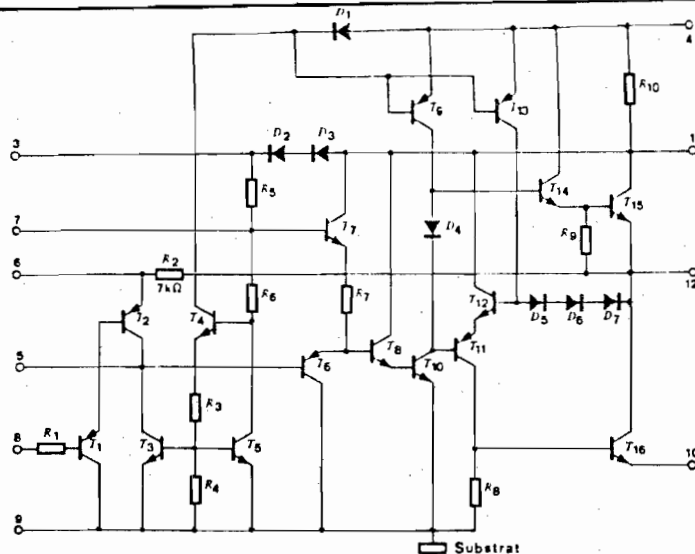 D1
4
T9
T13
R10
3
D2
D3
1
R5
T14
T15
7
T7
D4
R9
6
R2
7kΩ
12
T2
T4
R6
R7
T12
D5
D6
D7
T8
T11
5
T6
T10
R3
8
R1
T1
T3
T5
T16
10
R4
R8
9
Substrat